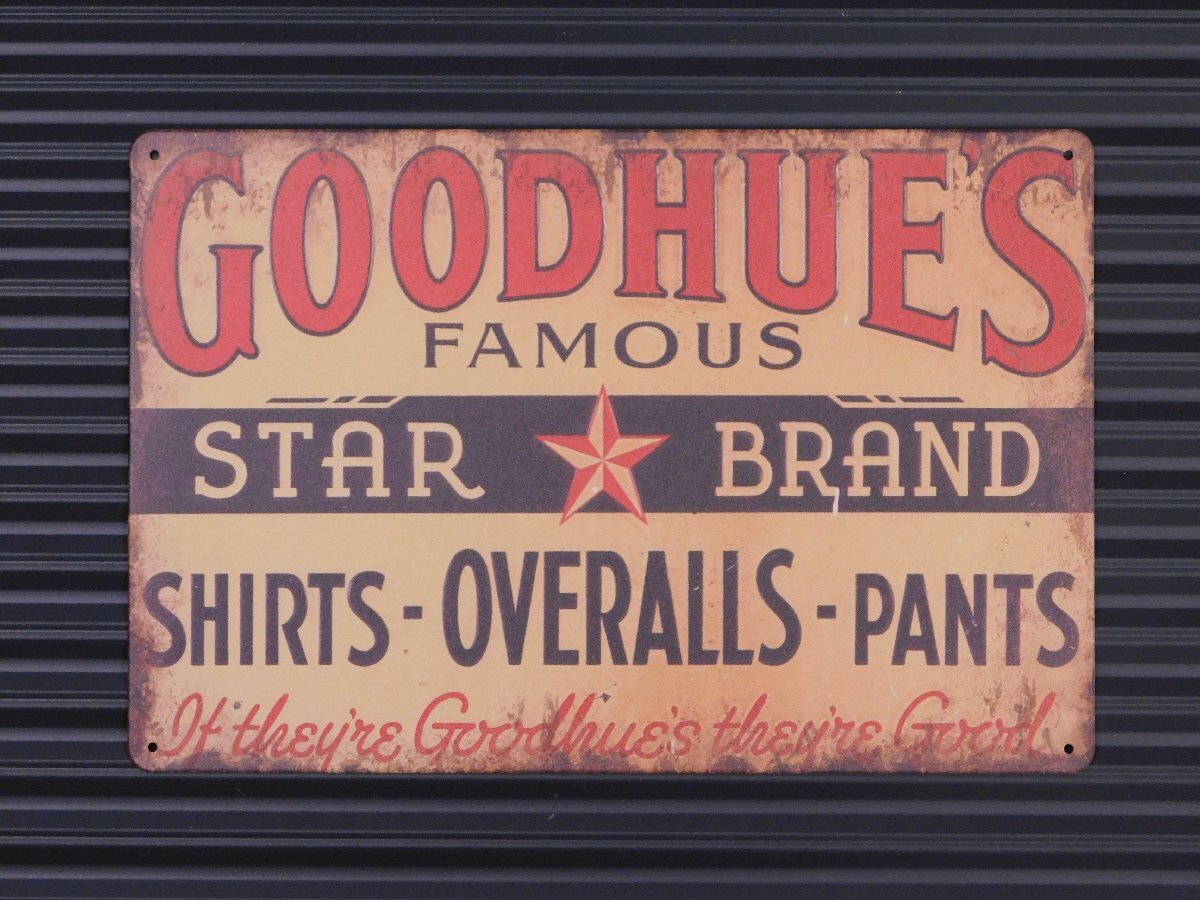 GOODHUE'S
FAMOUS
STAR BRAND
SHIRTS - OVERALLS - PANTS
If they're Goodhue's they're Good